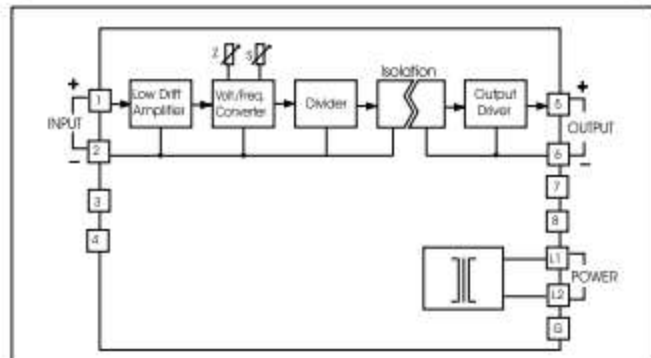 Z
S
Isolation
+
1
INPUT
2
−
Low Drift
Amplifier
Volt/Freq.
Converter
Divider
Output
Driver
5
+
OUTPUT
6
−
3
4
7
8
L1
POWER
L2
G